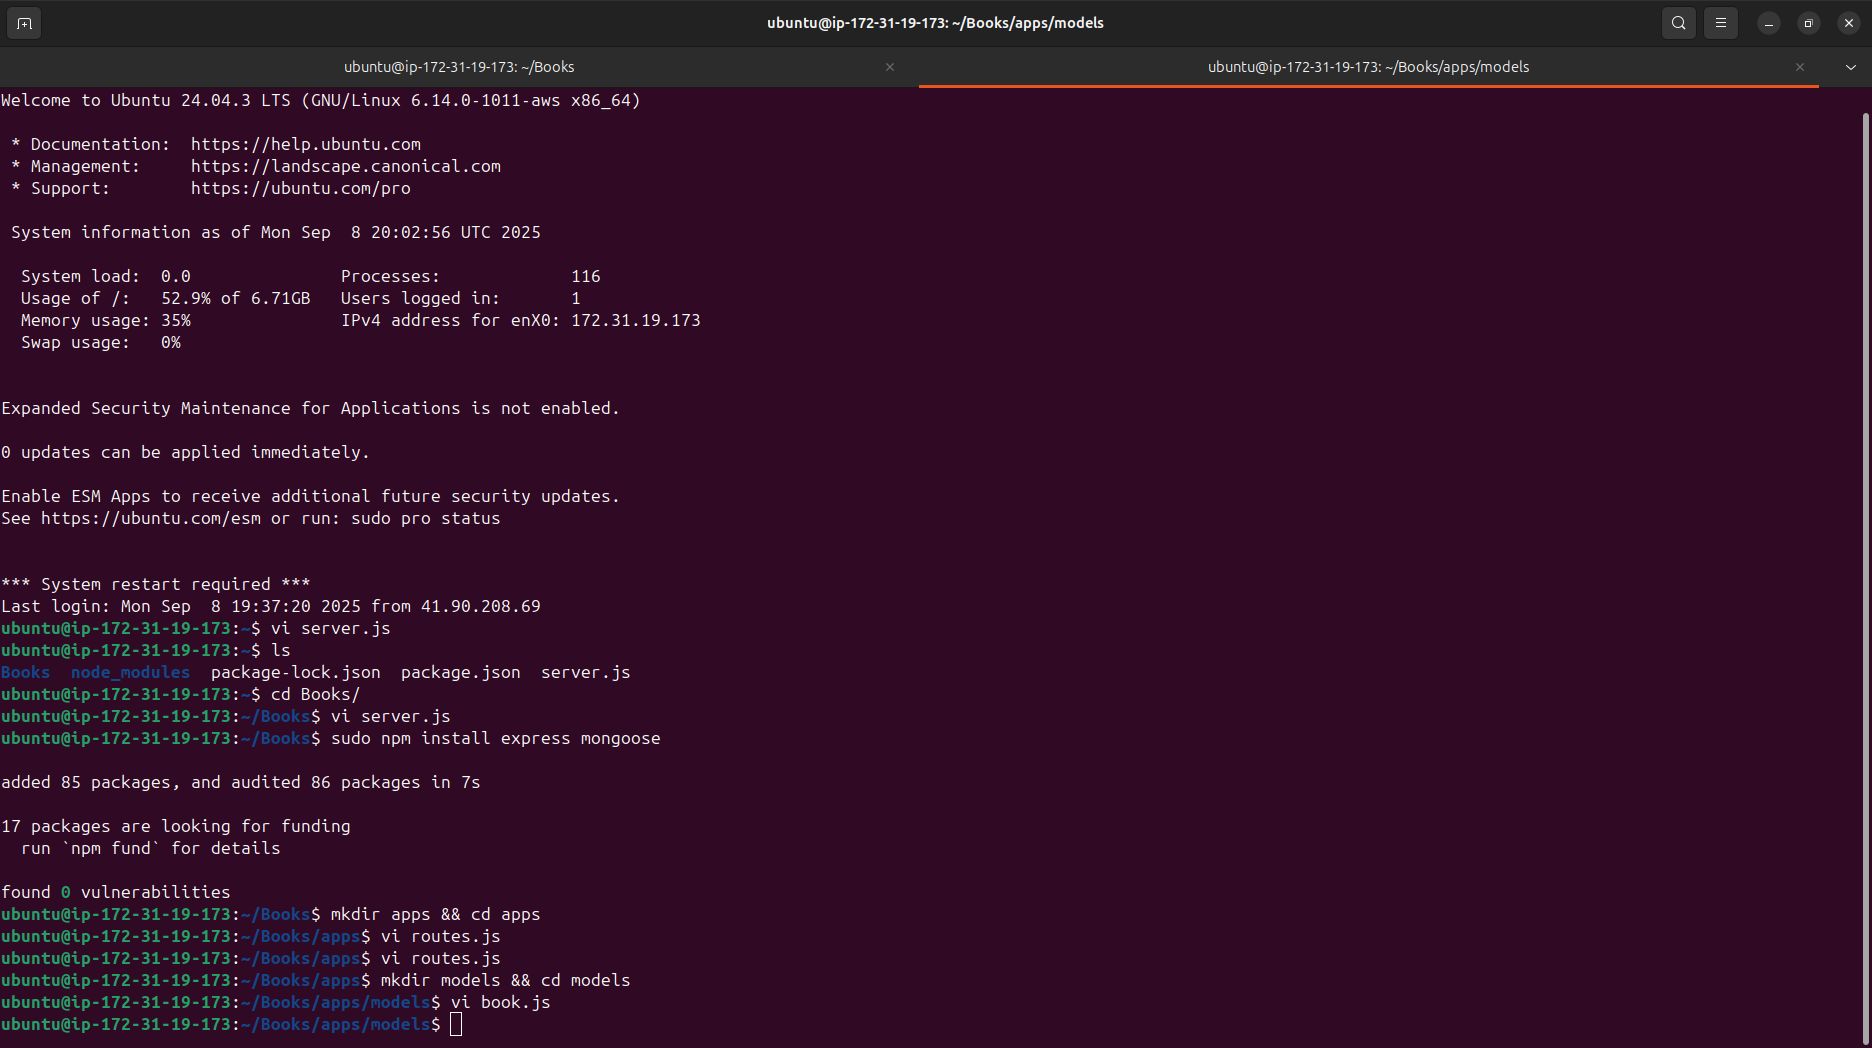 ubuntu@ip-172-31-19-173: ~/Books/apps/models
ubuntu@ip-172-31-19-173: ~/Books
ubuntu@ip-172-31-19-173: ~/Books/apps/models
Welcome to Ubuntu 24.04.3 LTS (GNU/Linux 6.14.0-1011-aws x86_64)
* Documentation:  https://help.ubuntu.com
* Management:     https://landscape.canonical.com
* Support:        https://ubuntu.com/pro
System information as of Mon Sep  8 20:02:56 UTC 2025
System load:  0.0               Processes:             116
Usage of /:   52.9% of 6.71GB   Users logged in:       1
Memory usage: 35%               IPv4 address for enX0: 172.31.19.173
Swap usage:   0%
Expanded Security Maintenance for Applications is not enabled.
0 updates can be applied immediately.
Enable ESM Apps to receive additional future security updates.
See https://ubuntu.com/esm or run: sudo pro status
*** System restart required ***
Last login: Mon Sep  8 19:37:20 2025 from 41.90.208.69
ubuntu@ip-172-31-19-173:~$ vi server.js
ubuntu@ip-172-31-19-173:~$ ls
Books  node_modules  package-lock.json  package.json  server.js
ubuntu@ip-172-31-19-173:~$ cd Books/
ubuntu@ip-172-31-19-173:~/Books$ vi server.js
ubuntu@ip-172-31-19-173:~/Books$ sudo npm install express mongoose
added 85 packages, and audited 86 packages in 7s
17 packages are looking for funding
run `npm fund` for details
found 0 vulnerabilities
ubuntu@ip-172-31-19-173:~/Books$ mkdir apps && cd apps
ubuntu@ip-172-31-19-173:~/Books/apps$ vi routes.js
ubuntu@ip-172-31-19-173:~/Books/apps$ vi routes.js
ubuntu@ip-172-31-19-173:~/Books/apps$ mkdir models && cd models
ubuntu@ip-172-31-19-173:~/Books/apps/models$ vi book.js
ubuntu@ip-172-31-19-173:~/Books/apps/models$